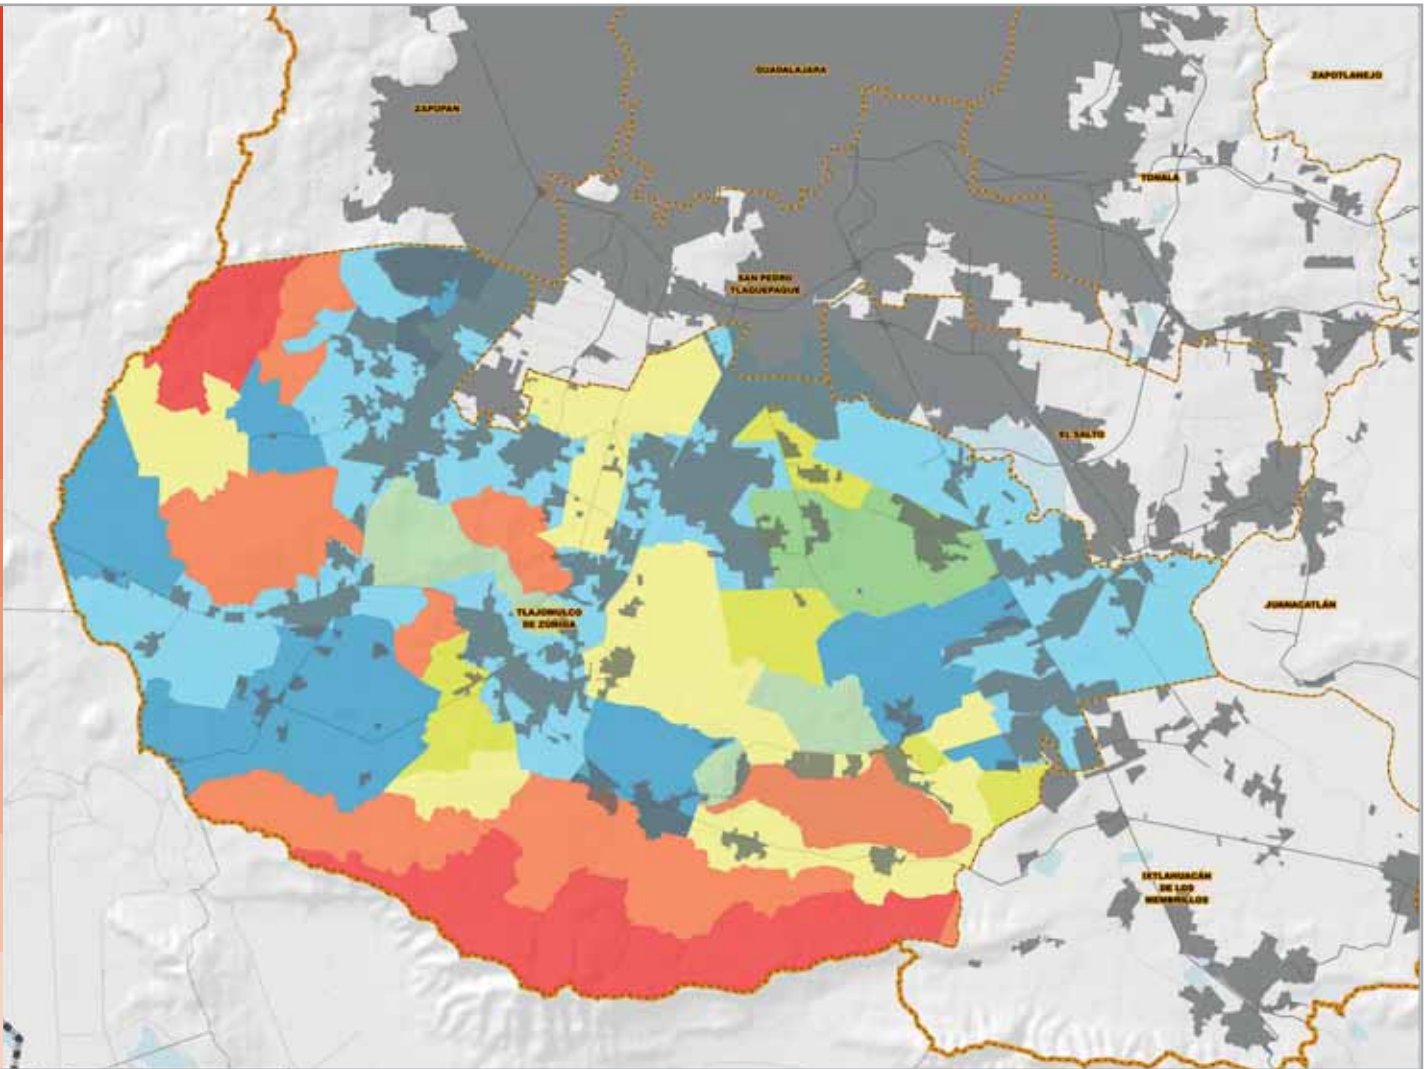 GUADALAJARA
ZAPOTLANEJO
ZAPOPAN
TONALÁ
SAN PEDRO
TLAQUEPAQUE
EL SALTO
JUANACATLÁN
TLAJOMULCO
DE ZÚÑIGA
IXTLAHUACÁN
DE LOS
MEMBRILLOS